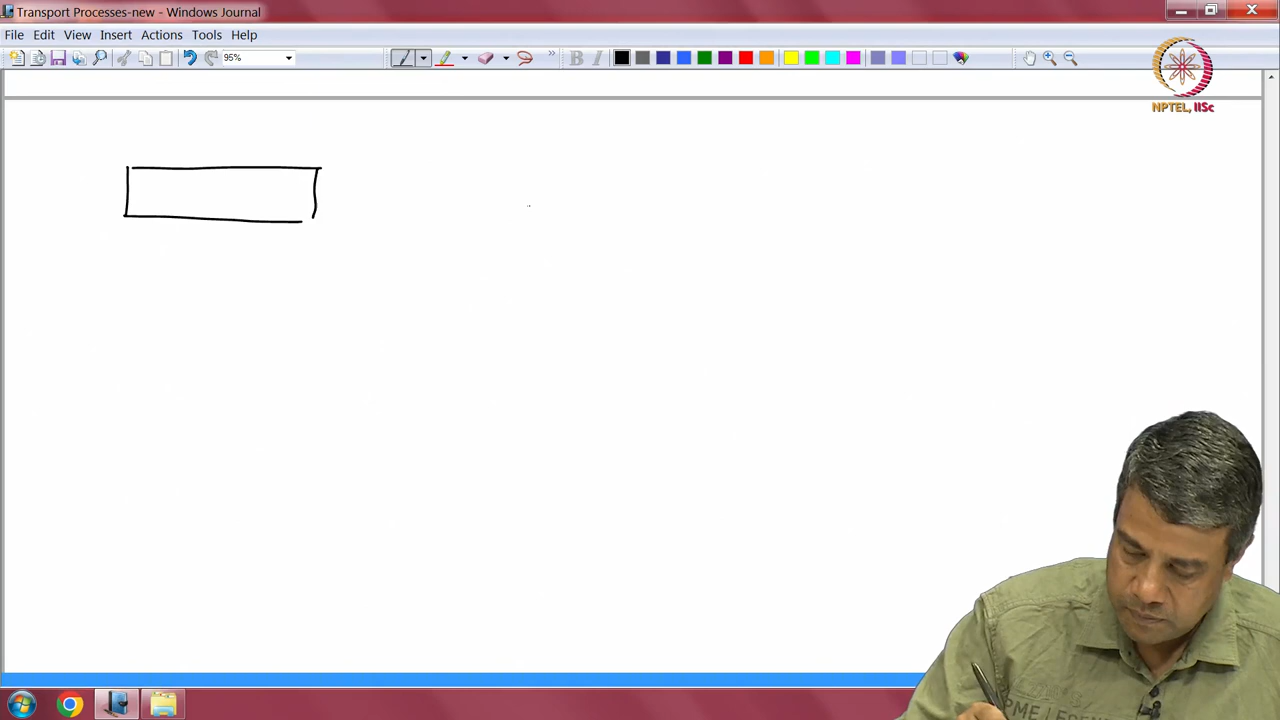 Transport Processes-new - Windows Journal
File Edit View Insert Actions Tools Help
95%
B I
NPTEL, IISc